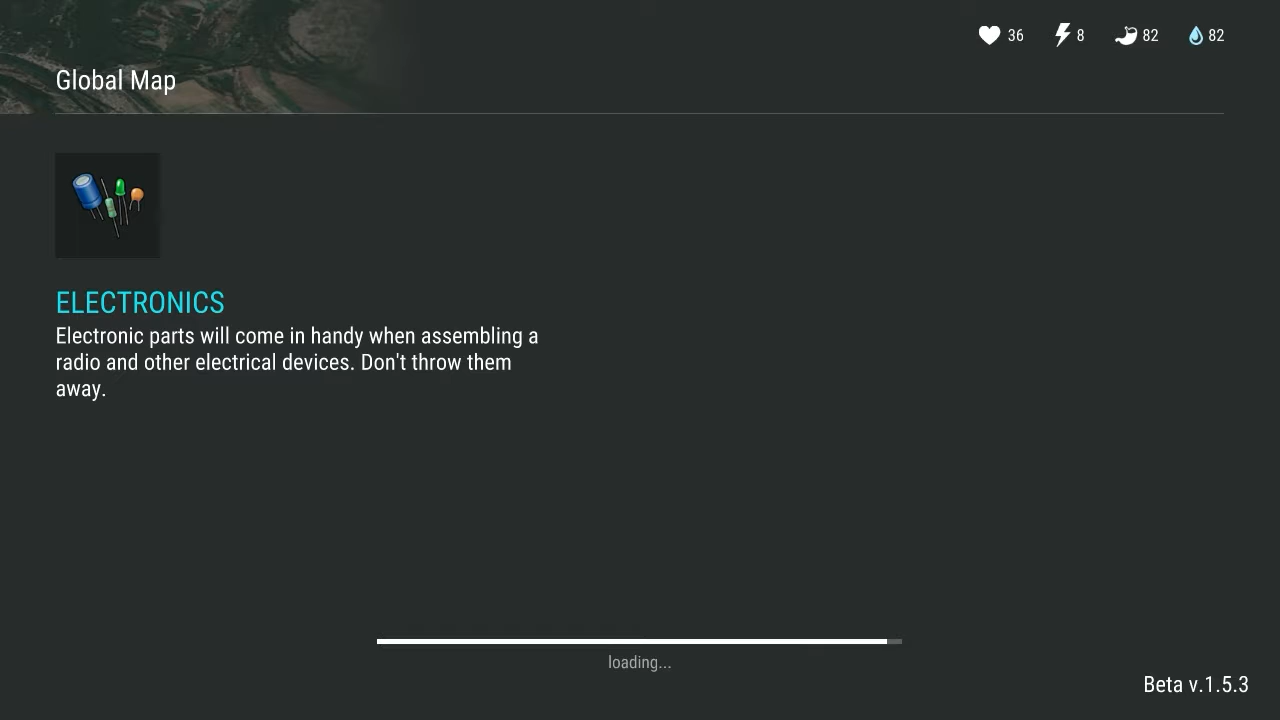 36 8 82 82
Global Map
ELECTRONICS
Electronic parts will come in handy when assembling a
radio and other electrical devices. Don't throw them
away.
loading...
Beta v.1.5.3